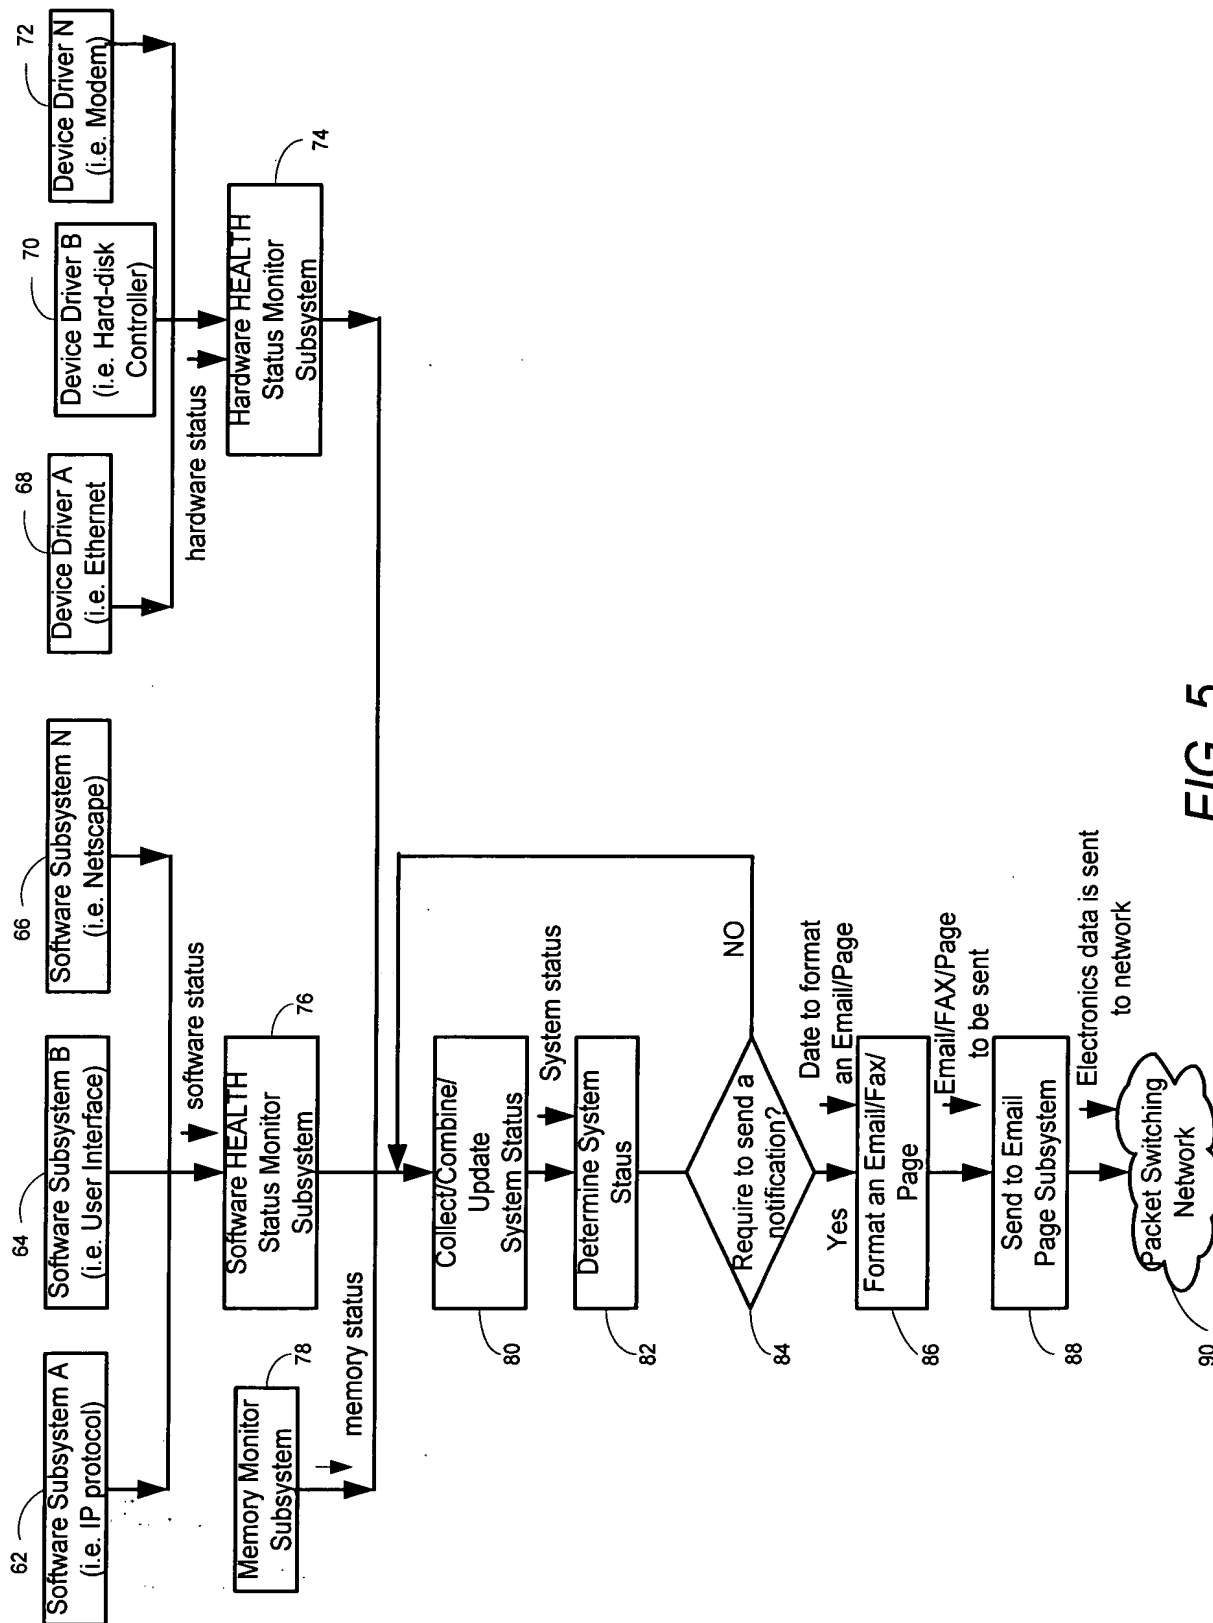 62
Software Subsystem A
(i.e. IP protocol)
64
Software Subsystem B
(i.e. User Interface)
66
Software Subsystem N
(i.e. Netscape)
68
Device Driver A
(i.e. Ethernet
70
Device Driver B
(i.e. Hard-disk
Controller)
72
Device Driver N
(i.e. Modem)
software status
hardware status
Memory Monitor
Subsystem
78
Software HEALTH
Status Monitor
Subsystem
76
Hardware HEALTH
Status Monitor
Subsystem
74
memory status
Collect/Combine/
Update
System Status
80
System status
Determine System
Staus
82
Require to send a
notification?
84
NO
Yes
Date to format
an Email/Page
Format an Email/Fax/
Page
86
Email/FAX/Page
to be sent
Send to Email
Page Subsystem
88
Electronics data is sent
to network
Packet Switching
Network
90
FIG. 5